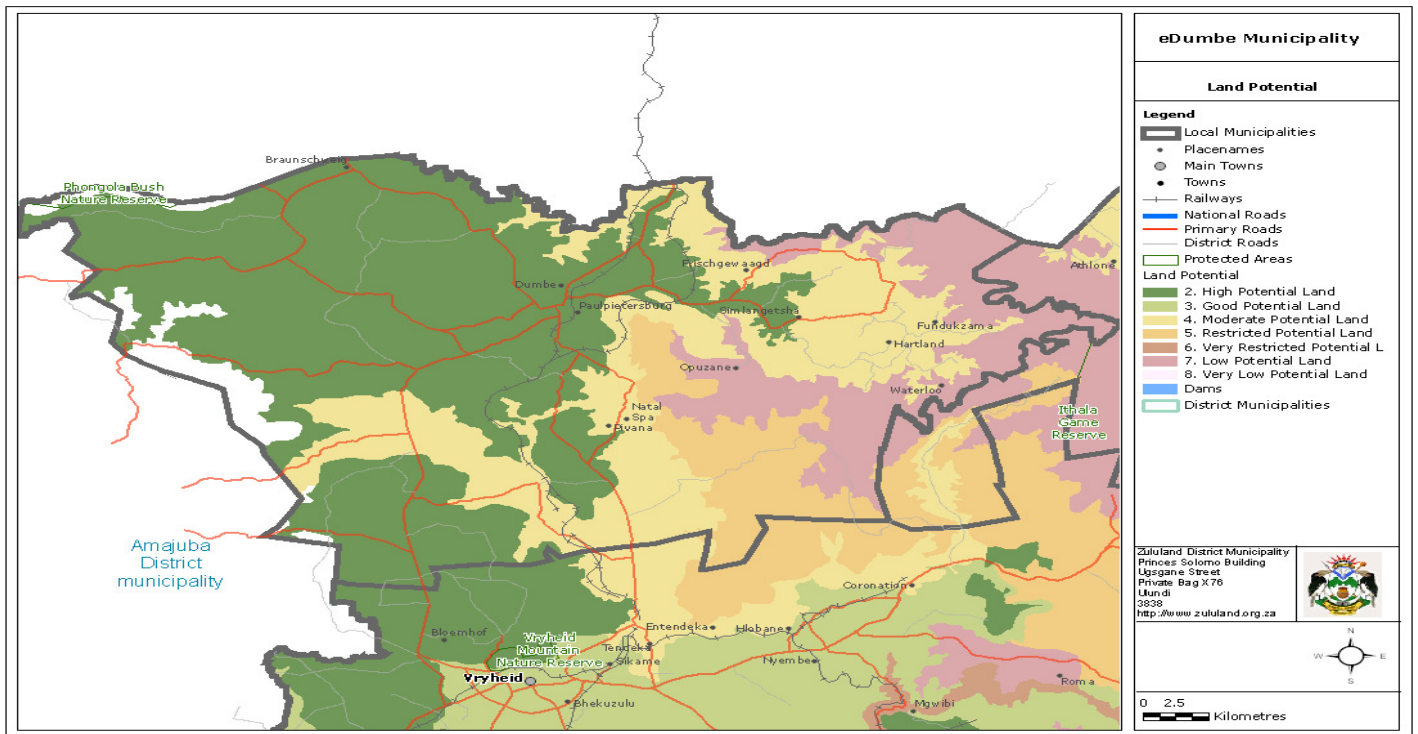 Braunschweig
Phongola Bush
Nature Reserve
Frischgewaagd
Athlone
Dumbe
Paulpietersburg
Simlangetsha
Fundukzama
Hartland
Opuzane
Waterloo
Natal
Spa
Pivana
Ithala
Game
Reserve
Amajuba
District
municipality
Coronation
Bloemhof
Vryheid
Mountain
Nature Reserve
Entendeka
Hlobane
Tendeka
Sikame
Nyembe
Vryheid
Roma
Bhekuzulu
Mgwibi
eDumbe Municipality
Land Potential
Legend
Local Municipalities
Placenames
Main Towns
Towns
Railways
National Roads
Primary Roads
District Roads
Protected Areas
Land Potential
2. High Potential Land
3. Good Potential Land
4. Moderate Potential Land
5. Restricted Potential Land
6. Very Restricted Potential L
7. Low Potential Land
8. Very Low Potential Land
Dams
District Municipalities
Zululand District Municipality
Princes Solomo Building
Ugsgane Street
Private Bag X76
Ulundi
3838
http://www.zululand.org.za
N
W E
S
0 2.5
Kilometres